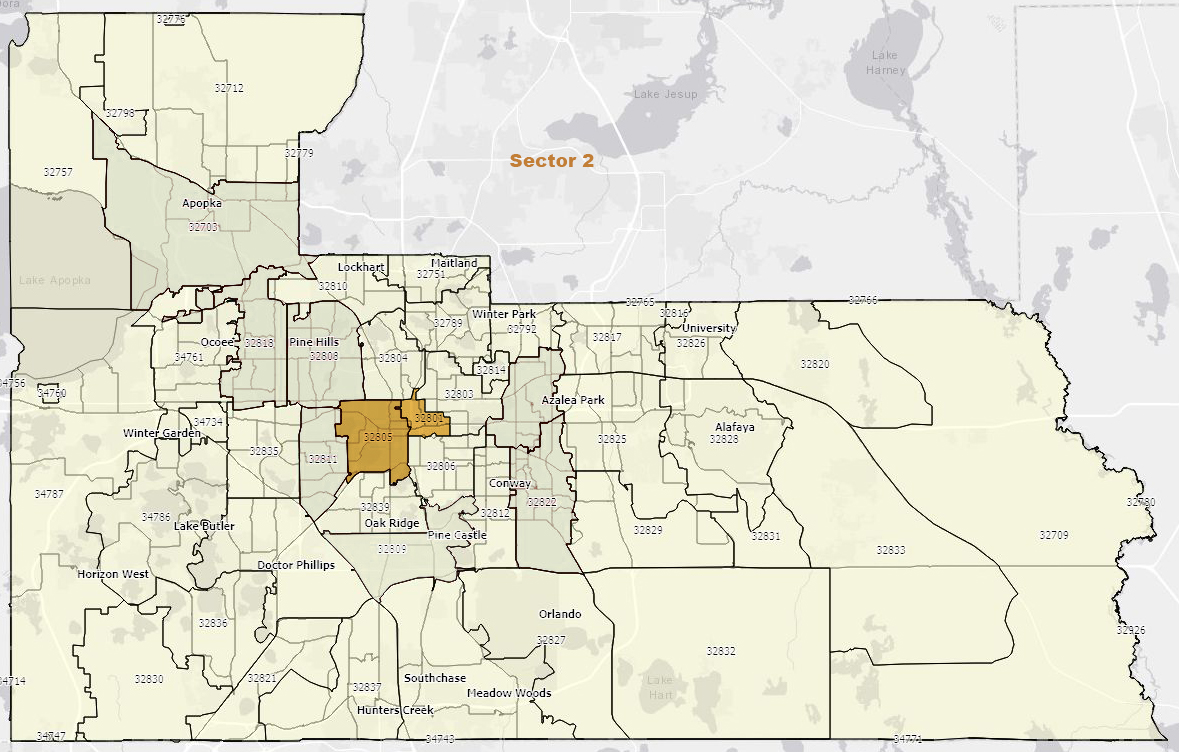 ora
32776
Lake
Harney
32712
Lake Jesup
32798
32779
Sector 2
32757
Apopka
32703
Lockhart
Maitland
32751
Lake Apopka
32810
32765
32766
Winter Park
32816
32789
32792
University
Ocoee
32818
Pine Hills
32817
32826
34761
32808
32804
32820
32814
34756
34760
32803
Azalea Park
32801
34734
Winter Garden
Alafaya
32805
32825
32828
32835
32811
32806
34787
Conway
32822
32780
34786
32839
32812
Lake Butler
Oak Ridge
32829
32831
32709
Pine Castle
32809
32833
Doctor Phillips
Horizon West
Orlando
32836
32926
32827
32832
34714
32830
32821
Southchase
Lake
Hart
32837
Meadow Woods
Hunters Creek
34747
34743
34771